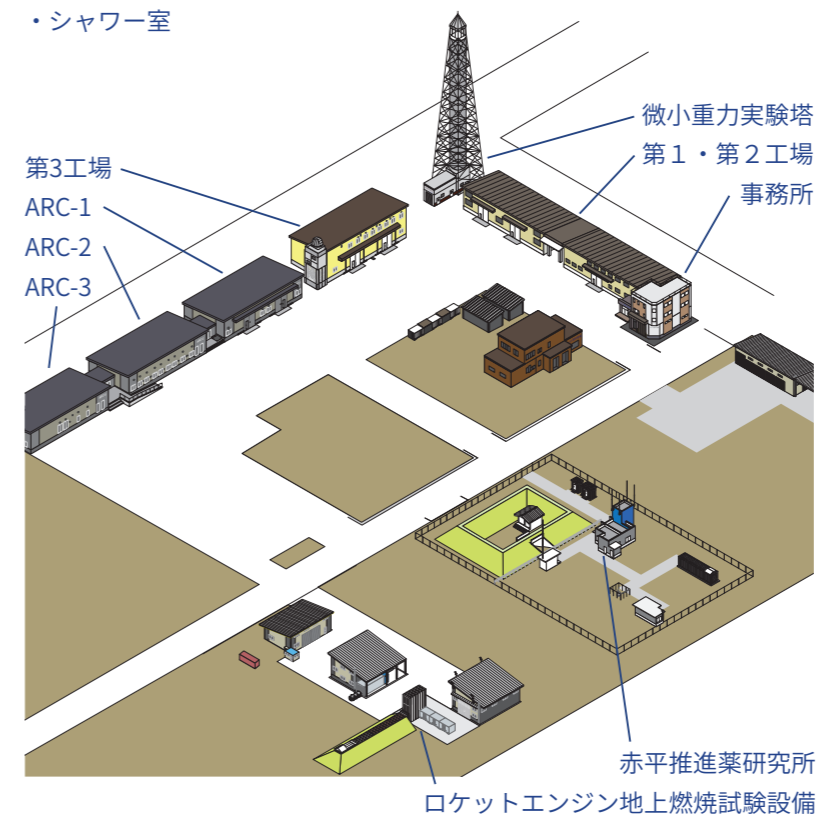 ・シャワー室
微小重力実験塔
第１・第２工場
事務所
第3工場
ARC-1
ARC-2
ARC-3
赤平推進薬研究所
ロケットエンジン地上燃焼試験設備